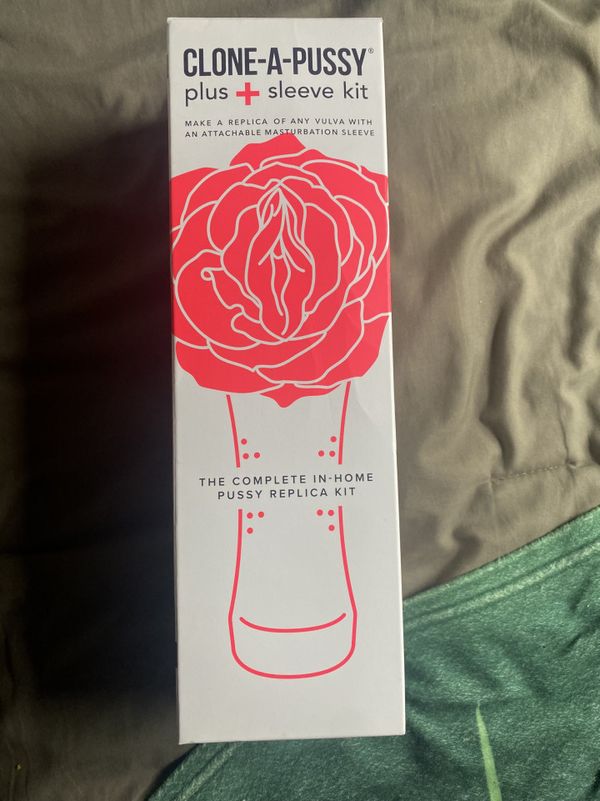 CLONE-A-PUSSY®
plus + sleeve kit
MAKE A REPLICA OF ANY VULVA WITH
AN ATTACHABLE MASTURBATION SLEEVE
THE COMPLETE IN-HOME
PUSSY REPLICA KIT